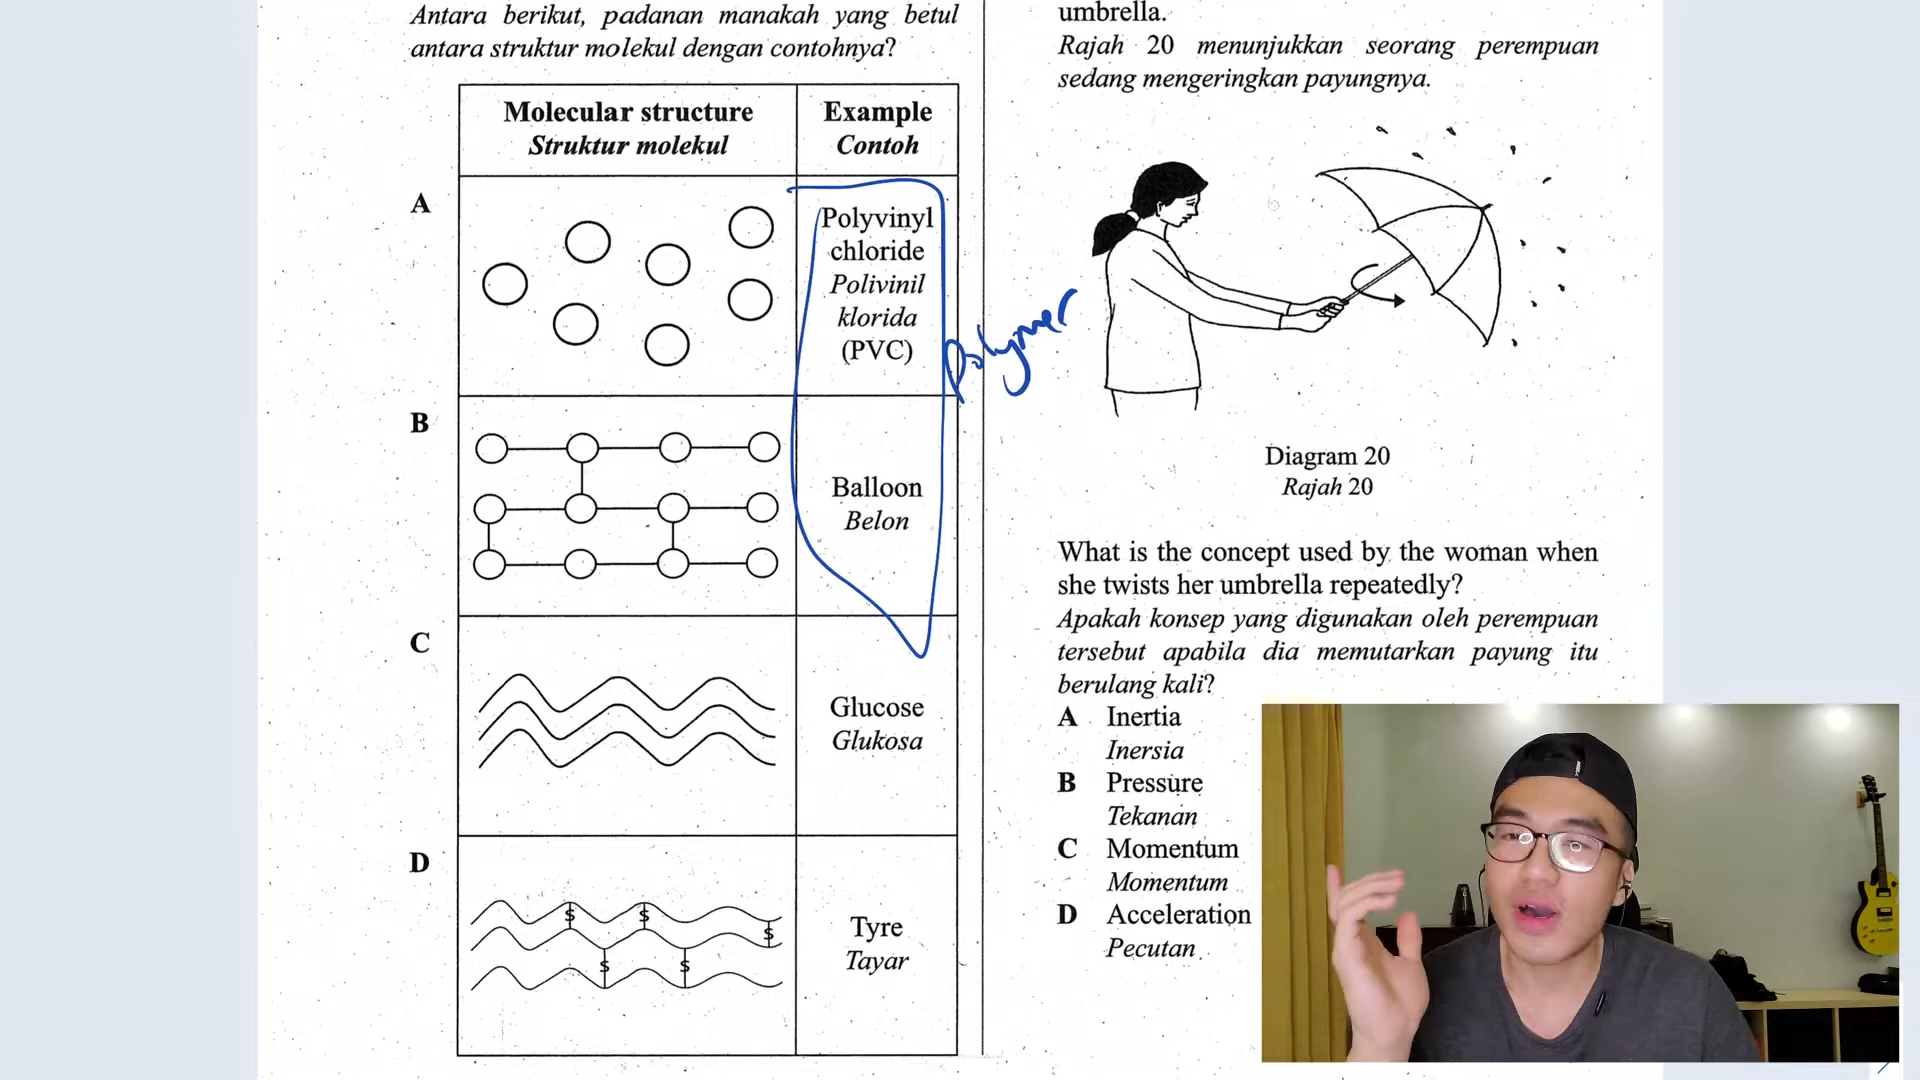 Antara berikut, padanan manakah yang betul
antara struktur molekul dengan contohnya?
Molecular structure
Struktur molekul
Example
Contoh
A
Polyvinyl
chloride
Polivinil
klorida
(PVC)
B
Balloon
Belon
C
Glucose
Glukosa
D
$ $ $
$ $
Tyre
Tayar
Polymer
umbrella.
Rajah 20 menunjukkan seorang perempuan
sedang mengeringkan payungnya.
Diagram 20
Rajah 20
What is the concept used by the woman when
she twists her umbrella repeatedly?
Apakah konsep yang digunakan oleh perempuan
tersebut apabila dia memutarkan payung itu
berulang kali?
A Inertia
Inersia
B Pressure
Tekanan
C Momentum
Momentum
D Acceleration
Pecutan